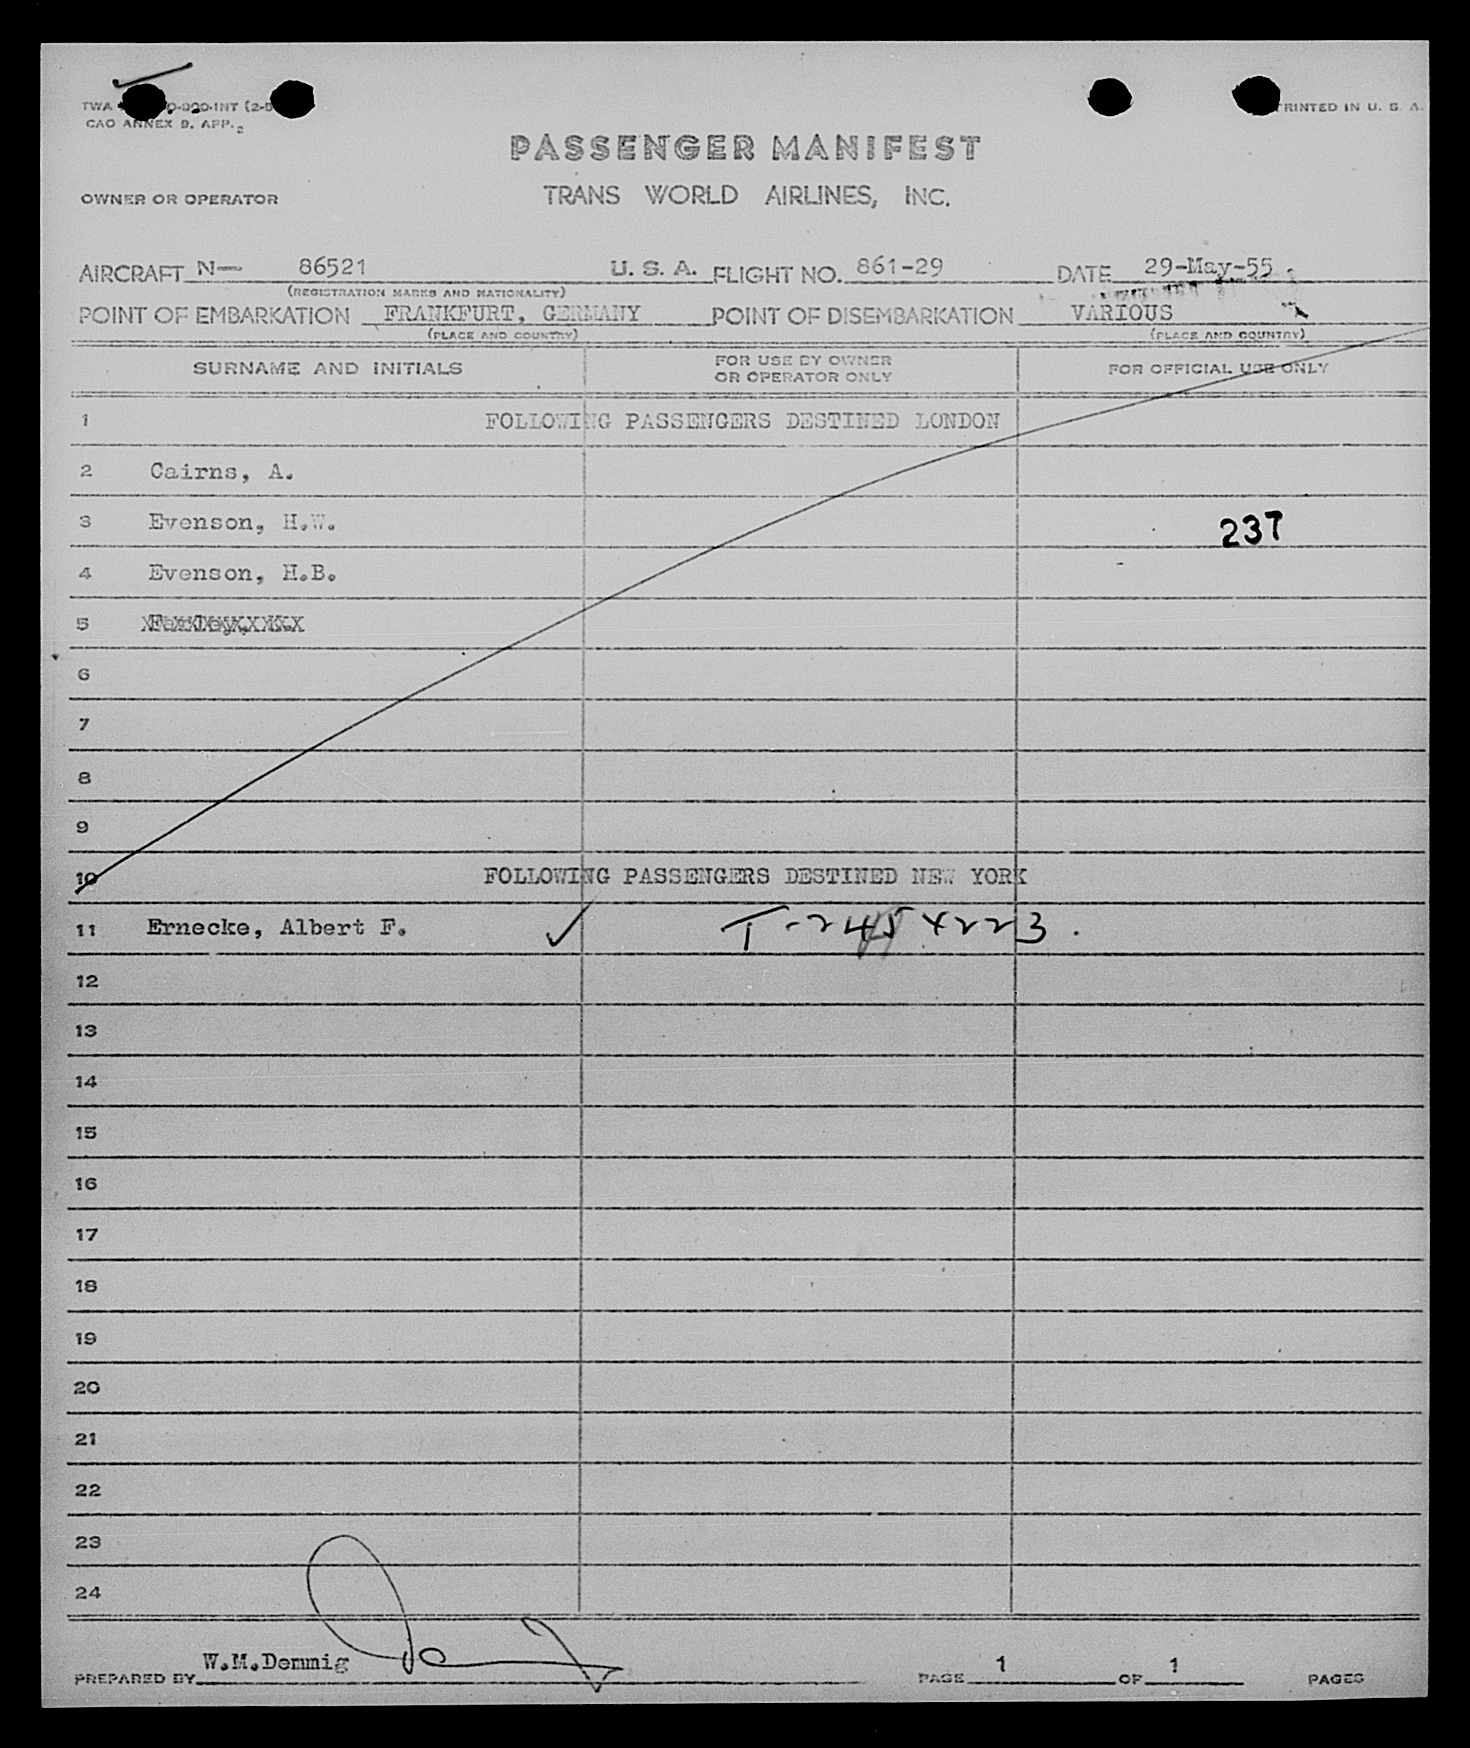 PRINTED IN U. S. A.
CAO ANNEX 9, APP. 2
PASSENGER MANIFEST
OWNER OR OPERATOR TRANS WORLD AIRLINES, INC.
AIRCRAFT N— 86521 U. S. A. FLIGHT NO. 861-29 DATE 29-May-55
(REGISTRATION MARKS AND NATIONALITY)
POINT OF EMBARKATION FRANKFURT, GERMANY POINT OF DISEMBARKATION VARIOUS
(PLACE AND COUNTRY) (PLACE AND COUNTRY)
SURNAME AND INITIALS FOR USE BY OWNER OR OPERATOR ONLY FOR OFFICIAL USE ONLY
1 FOLLOWING PASSENGERS DESTINED LONDON
2 Cairns, A.
3 Evenson, H.W. 237
4 Evenson, H.B.
5
6
7
8
9
10 FOLLOWING PASSENGERS DESTINED NEW YORK
11 Ernecke, Albert F. ✓ T-2454223.
12
13
14
15
16
17
18
19
20
21
22
23
24
PREPARED BY W.M.Demmig PAGE 1 OF 1 PAGES